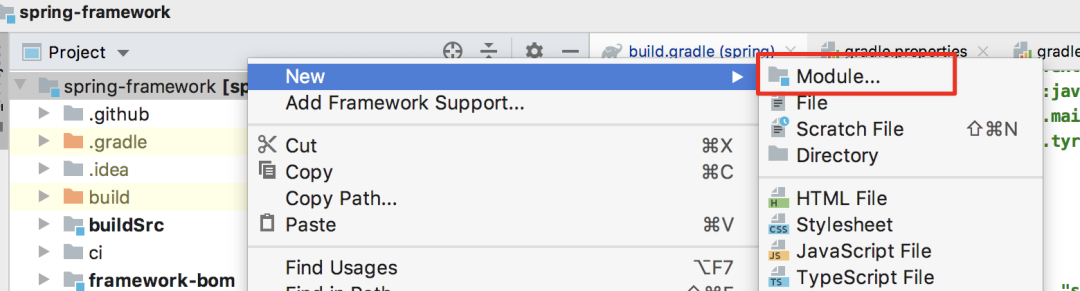 spring-framework
Project
build.gradle (spring)
gradle.properties
gradle
spring-framework [sp
.github
.gradle
.idea
build
buildSrc
ci
framework-bom
New
Add Framework Support...
Cut ⌘X
Copy ⌘C
Copy Path...
Paste ⌘V
Find Usages ⌥F7
Find in Path... ⇧⌘F
Module...
File
Scratch File ⇧⌘N
Directory
HTML File
Stylesheet
JavaScript File
TypeScript File
:jav
.mai
.tyr
"s